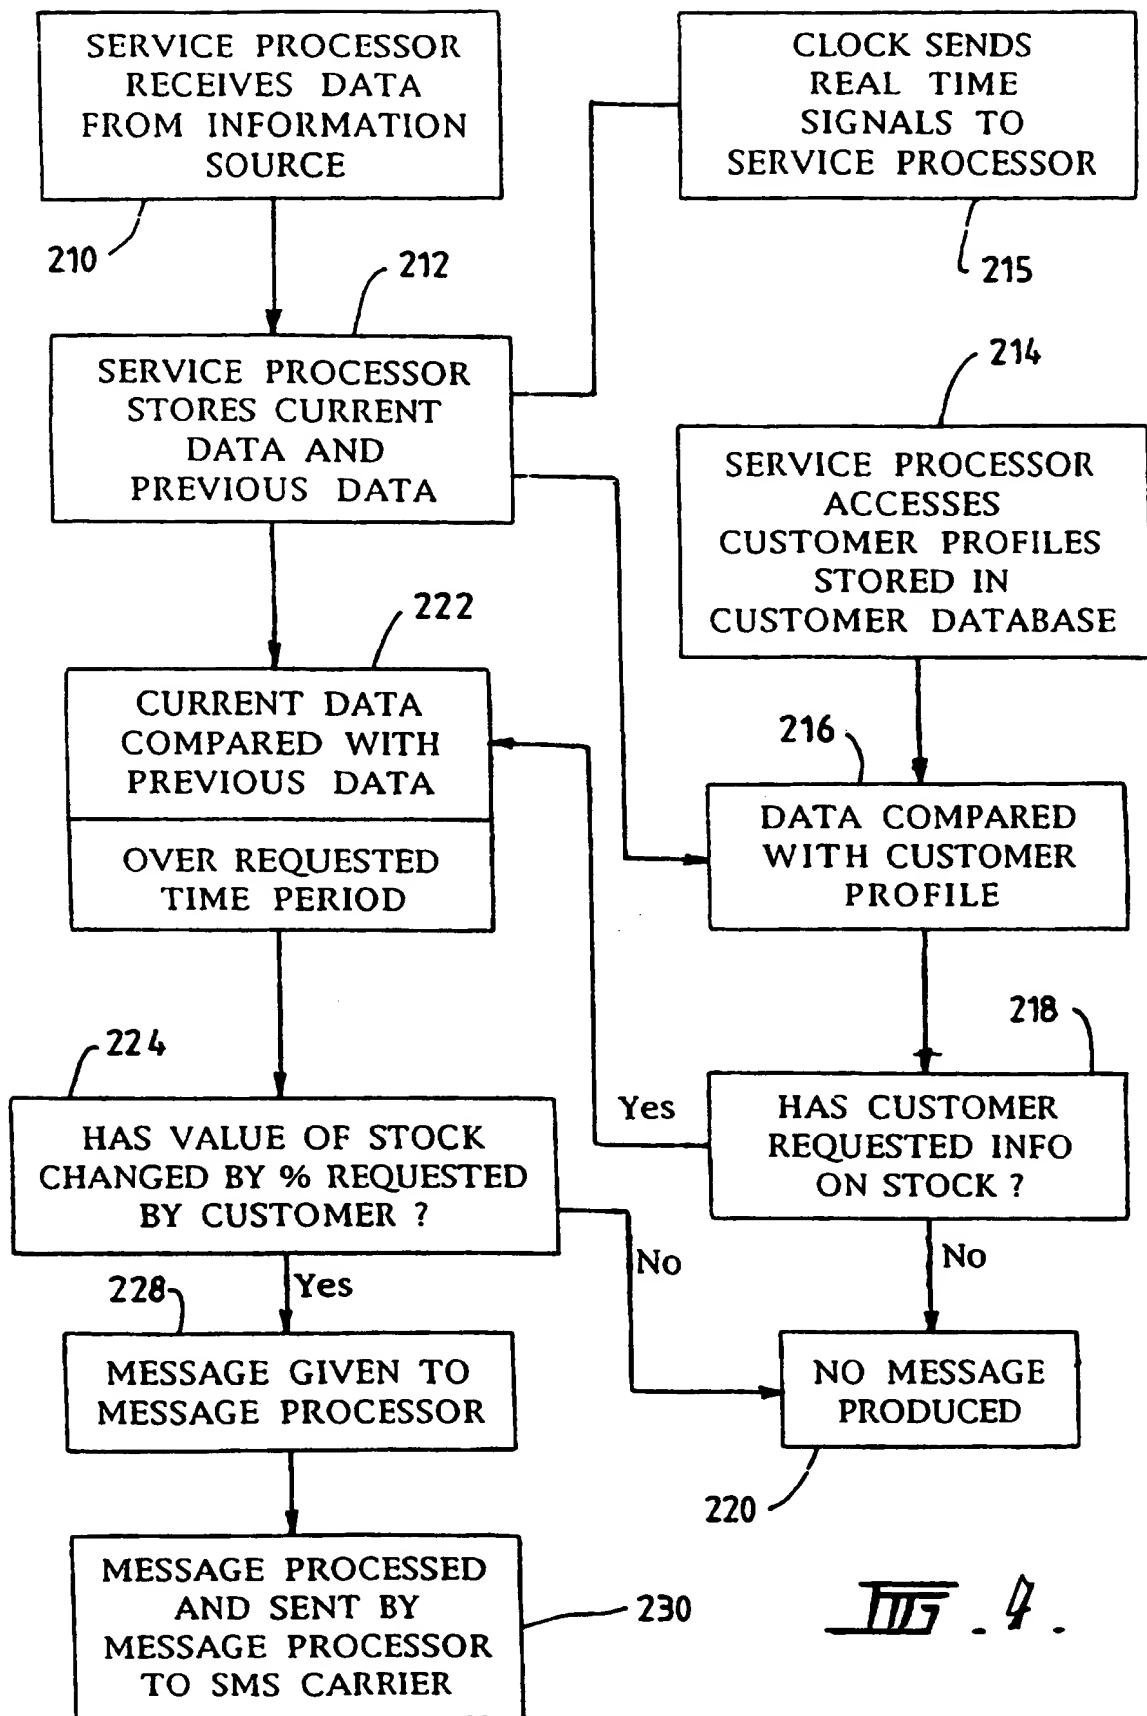 SERVICE PROCESSOR
RECEIVES DATA
FROM INFORMATION
SOURCE
210
CLOCK SENDS
REAL TIME
SIGNALS TO
SERVICE PROCESSOR
215
212
SERVICE PROCESSOR
STORES CURRENT
DATA AND
PREVIOUS DATA
214
SERVICE PROCESSOR
ACCESSES
CUSTOMER PROFILES
STORED IN
CUSTOMER DATABASE
222
CURRENT DATA
COMPARED WITH
PREVIOUS DATA
OVER REQUESTED
TIME PERIOD
216
DATA COMPARED
WITH CUSTOMER
PROFILE
218
HAS CUSTOMER
REQUESTED INFO
ON STOCK ?
Yes
No
224
HAS VALUE OF STOCK
CHANGED BY % REQUESTED
BY CUSTOMER ?
No
Yes
228
MESSAGE GIVEN TO
MESSAGE PROCESSOR
NO MESSAGE
PRODUCED
220
MESSAGE PROCESSED
AND SENT BY
MESSAGE PROCESSOR
TO SMS CARRIER
230
FIG. 4.